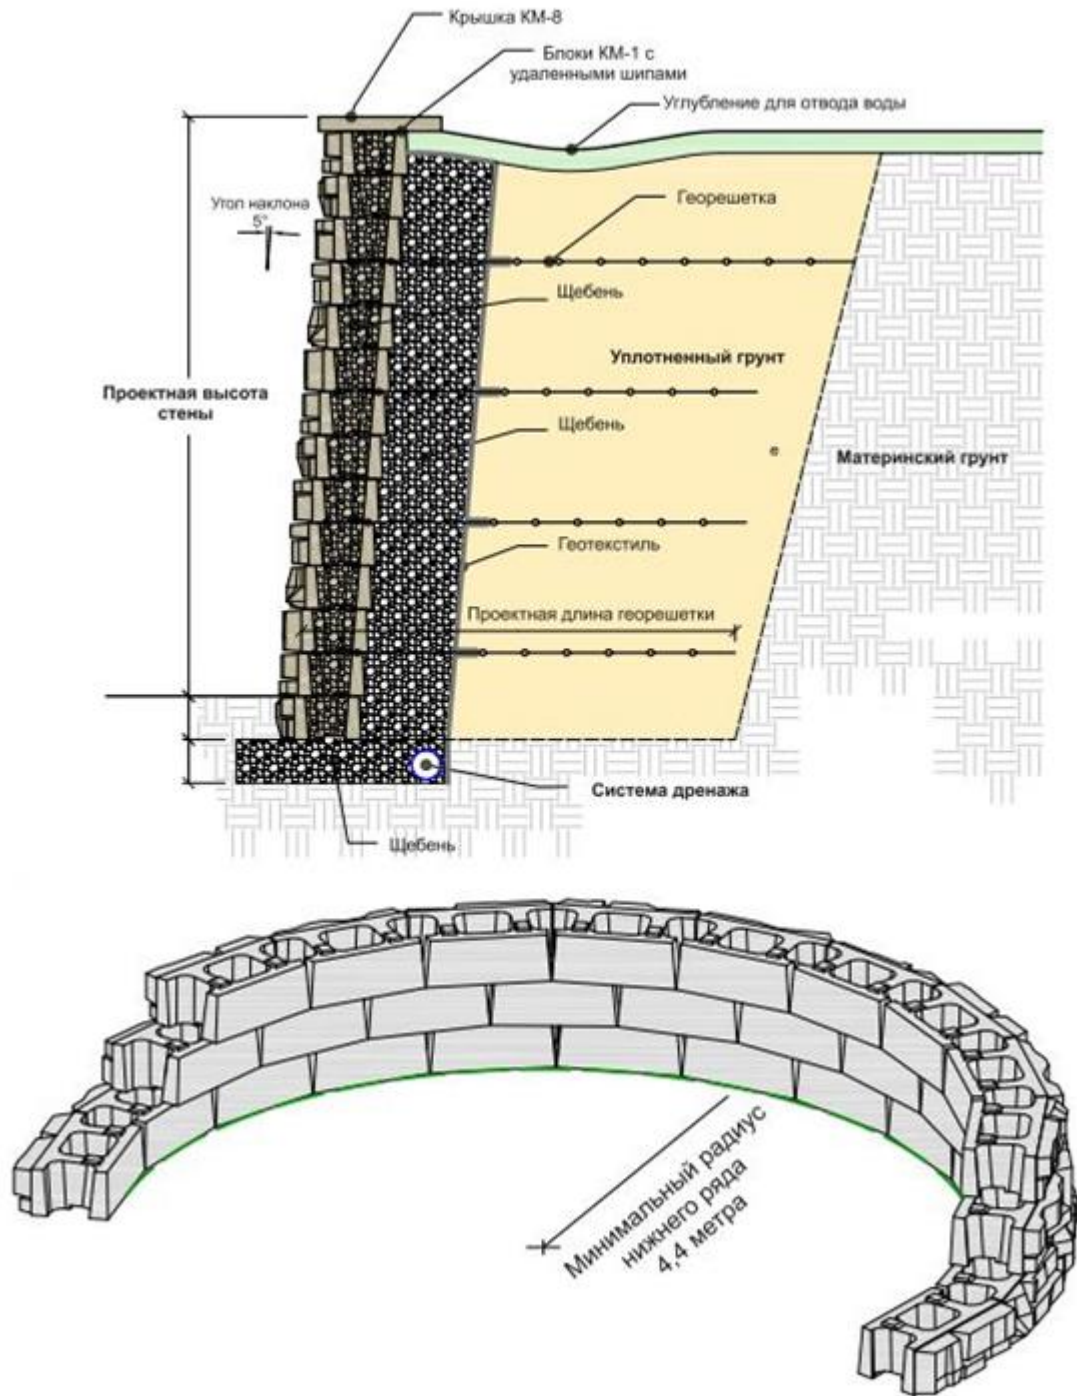 Крышка КМ-8
Блоки КМ-1 с
удаленными шипами
Углубление для отвода воды
Угол наклона
5°
Георешетка
Щебень
Уплотненный грунт
Проектная высота
стены
Щебень
е
Материнский грунт
Геотекстиль
Проектная длина георешетки
Система дренажа
Щебень
Минимальный радиус
нижнего ряда
4,4 метра